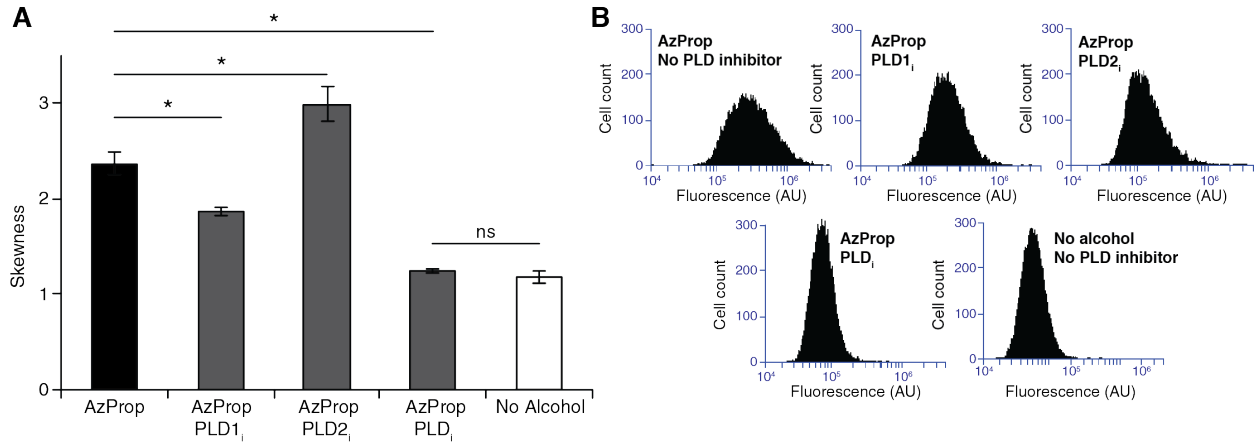 A
*
*
*
ns
Skewness
3
2
1
0
AzProp
AzProp
PLD1i
AzProp
PLD2i
AzProp
PLDi
No Alcohol
B
AzProp
No PLD inhibitor
Cell count
300
200
100
0
10⁴
10⁵
10⁶
Fluorescence (AU)
AzProp
PLD1i
Cell count
300
200
100
0
10⁴
10⁵
10⁶
Fluorescence (AU)
AzProp
PLD2i
Cell count
300
200
100
0
10⁴
10⁵
10⁶
Fluorescence (AU)
AzProp
PLDi
Cell count
300
200
100
0
10⁴
10⁵
10⁶
Fluorescence (AU)
No alcohol
No PLD inhibitor
Cell count
300
200
100
0
10⁴
10⁵
10⁶
Fluorescence (AU)